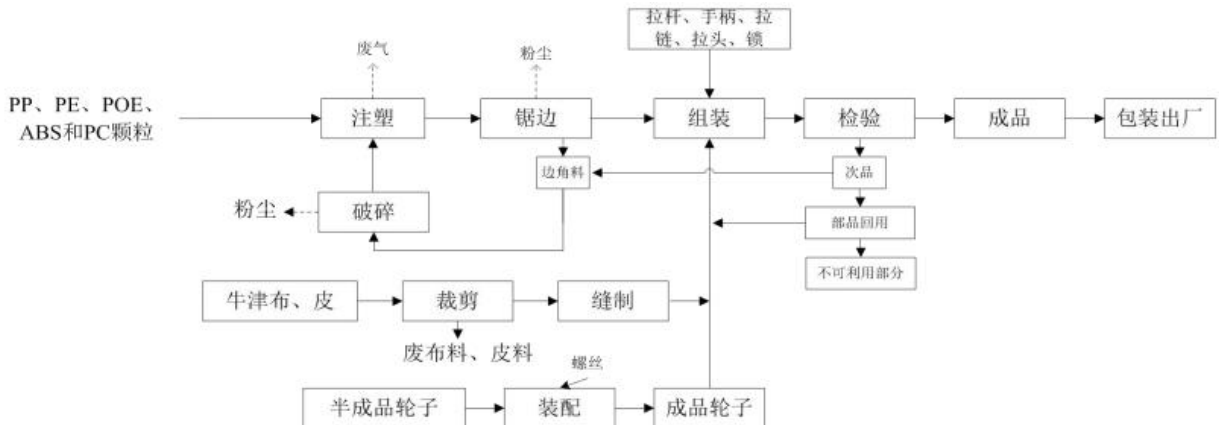 拉杆、手柄、拉
链、拉头、锁
废气
粉尘
PP、PE、POE、
ABS和PC颗粒
注塑
锯边
组装
检验
成品
包装出厂
边角料
次品
粉尘
破碎
部品回用
不可利用部分
牛津布、皮
裁剪
缝制
废布料、皮料
螺丝
半成品轮子
装配
成品轮子